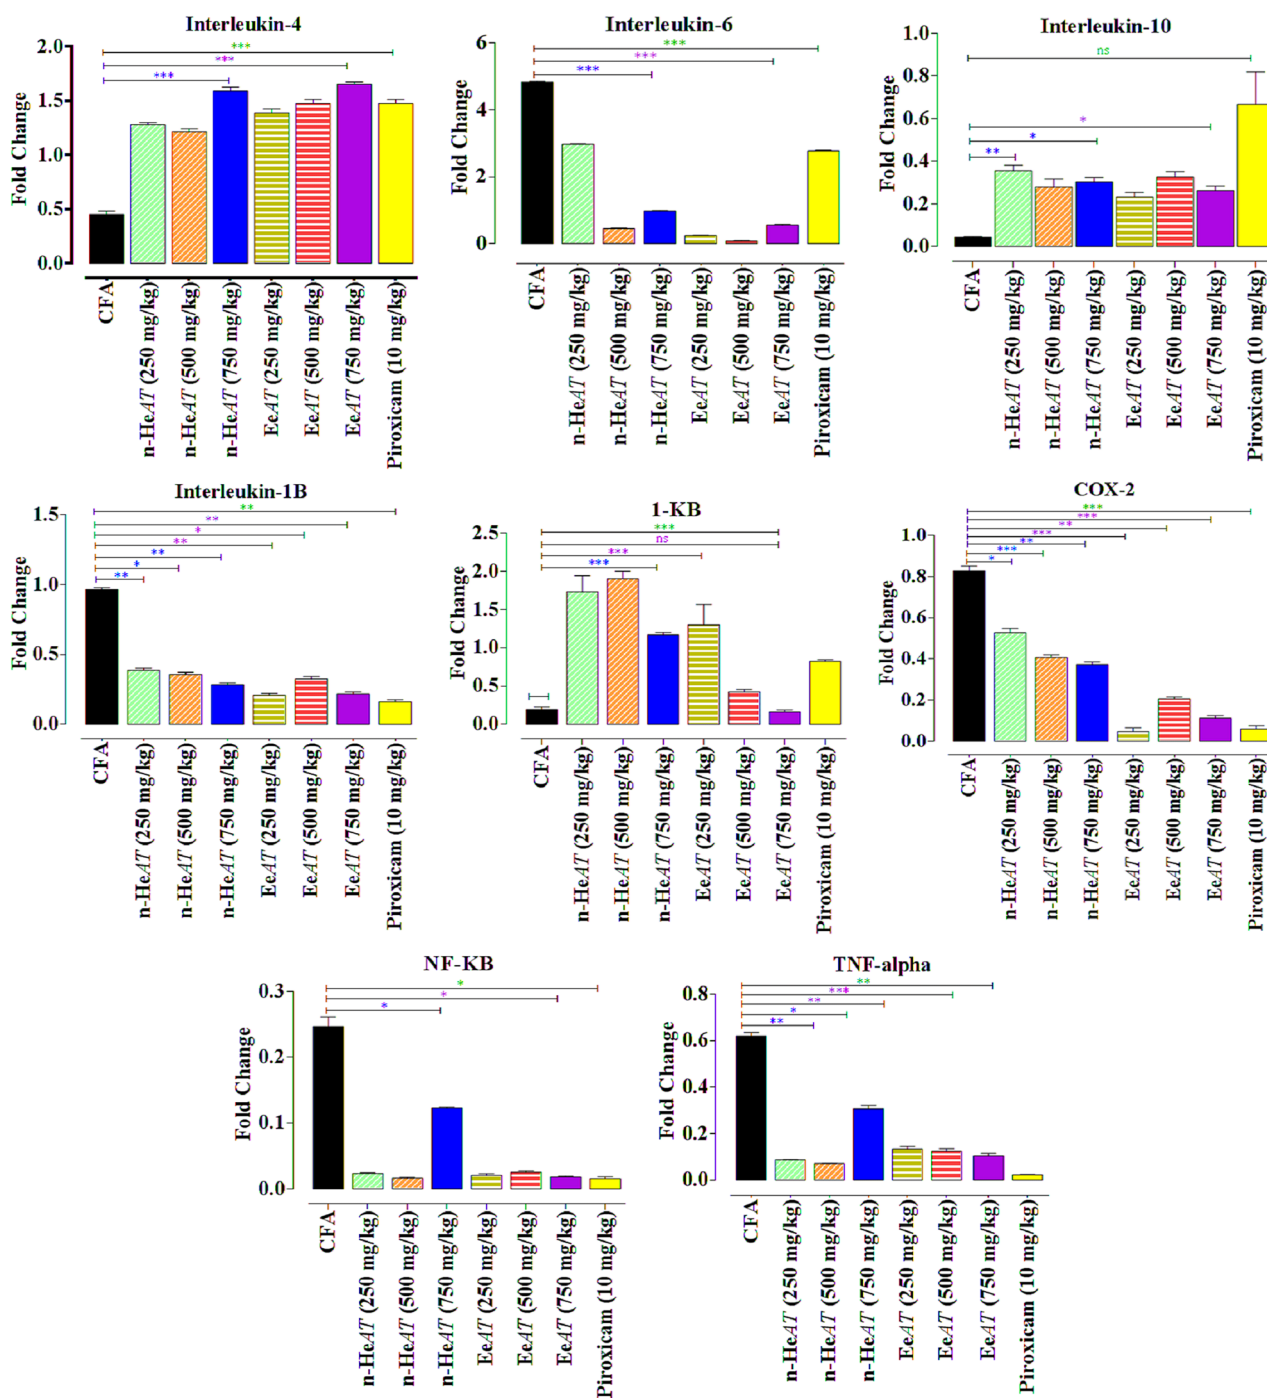 Interleukin-4
***
***
***
Fold Change
2.0
1.5
1.0
0.5
0.0
CFA
n-HeAT (250 mg/kg)
n-HeAT (500 mg/kg)
n-HeAT (750 mg/kg)
EeAT (250 mg/kg)
EeAT (500 mg/kg)
EeAT (750 mg/kg)
Piroxicam (10 mg/kg)
Interleukin-6
***
***
***
Fold Change
6
4
2
0
CFA
n-HeAT (250 mg/kg)
n-HeAT (500 mg/kg)
n-HeAT (750 mg/kg)
EeAT (250 mg/kg)
EeAT (500 mg/kg)
EeAT (750 mg/kg)
Piroxicam (10 mg/kg)
Interleukin-10
ns
*
*
**
Fold Change
1.0
0.8
0.6
0.4
0.2
0.0
CFA
n-HeAT (250 mg/kg)
n-HeAT (500 mg/kg)
n-HeAT (750 mg/kg)
EeAT (250 mg/kg)
EeAT (500 mg/kg)
EeAT (750 mg/kg)
Piroxicam (10 mg/kg)
Interleukin-1B
**
**
*
**
**
*
**
Fold Change
1.5
1.0
0.5
0.0
CFA
n-HeAT (250 mg/kg)
n-HeAT (500 mg/kg)
n-HeAT (750 mg/kg)
EeAT (250 mg/kg)
EeAT (500 mg/kg)
EeAT (750 mg/kg)
Piroxicam (10 mg/kg)
1-KB
***
ns
***
***
Fold Change
2.5
2.0
1.5
1.0
0.5
0.0
CFA
n-HeAT (250 mg/kg)
n-HeAT (500 mg/kg)
n-HeAT (750 mg/kg)
EeAT (250 mg/kg)
EeAT (500 mg/kg)
EeAT (750 mg/kg)
Piroxicam (10 mg/kg)
COX-2
***
***
**
***
**
***
*
Fold Change
0.8
0.6
0.4
0.2
0.0
CFA
n-HeAT (250 mg/kg)
n-HeAT (500 mg/kg)
n-HeAT (750 mg/kg)
EeAT (250 mg/kg)
EeAT (500 mg/kg)
EeAT (750 mg/kg)
Piroxicam (10 mg/kg)
NF-KB
*
*
*
Fold Change
0.3
0.2
0.1
0.0
CFA
n-HeAT (250 mg/kg)
n-HeAT (500 mg/kg)
n-HeAT (750 mg/kg)
EeAT (250 mg/kg)
EeAT (500 mg/kg)
EeAT (750 mg/kg)
Piroxicam (10 mg/kg)
TNF-alpha
**
***
**
*
**
Fold Change
0.8
0.6
0.4
0.2
0.0
CFA
n-HeAT (250 mg/kg)
n-HeAT (500 mg/kg)
n-HeAT (750 mg/kg)
EeAT (250 mg/kg)
EeAT (500 mg/kg)
EeAT (750 mg/kg)
Piroxicam (10 mg/kg)